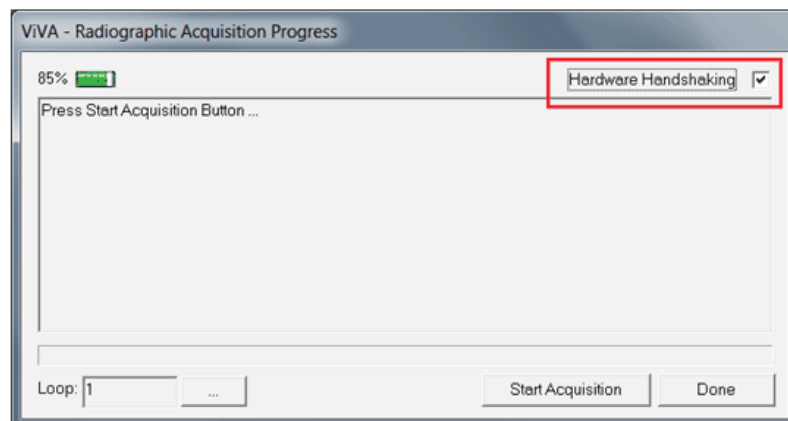 ViVA - Radiographic Acquisition Progress
85%
Hardware Handshaking
Press Start Acquisition Button ...
Loop: 1
...
Start Acquisition
Done